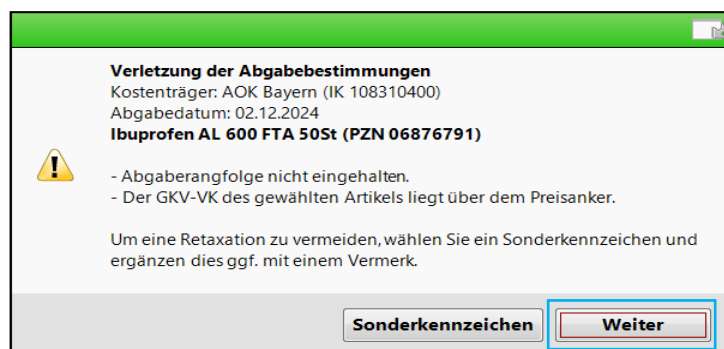 Verletzung der Abgabebestimmungen
Kostenträger: AOK Bayern (IK 108310400)
Abgabedatum: 02.12.2024
Ibuprofen AL 600 FTA 50St (PZN 06876791)
- Abgaberangfolge nicht eingehalten.
- Der GKV-VK des gewählten Artikels liegt über dem Preisanker.
Um eine Retaxation zu vermeiden, wählen Sie ein Sonderkennzeichen und
ergänzen dies ggf. mit einem Vermerk.
Sonderkennzeichen Weiter